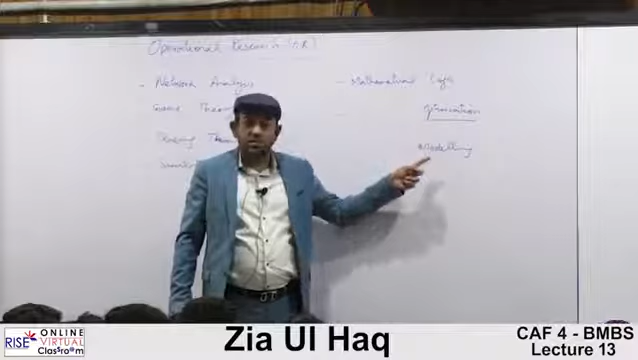 Operational Research (OR)
- Network Analysis
Game Theory
Queuing
- Mathematical
Optimization
Modelling
ONLINE
RISE VIRTUAL
Classroom
Zia Ul Haq
CAF 4 - BMBS
Lecture 13